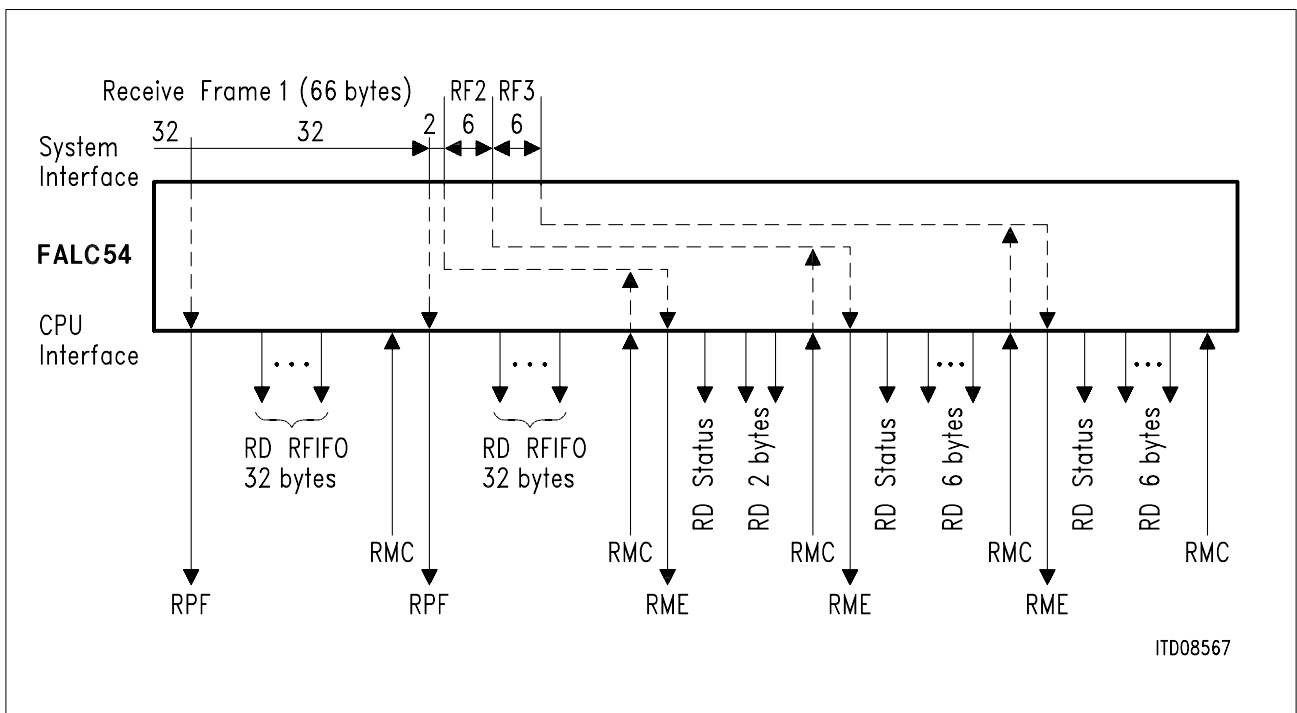 Receive Frame 1 (66 bytes) RF2 RF3
32 32 2 6 6
System
Interface
FALC54
CPU
Interface
RD RFIFO
32 bytes
RD RFIFO
32 bytes
RD Status
RD 2 bytes
RD Status
RD 6 bytes
RD Status
RD 6 bytes
RMC RMC RMC RMC RMC
RPF RPF RME RME RME
ITD08567